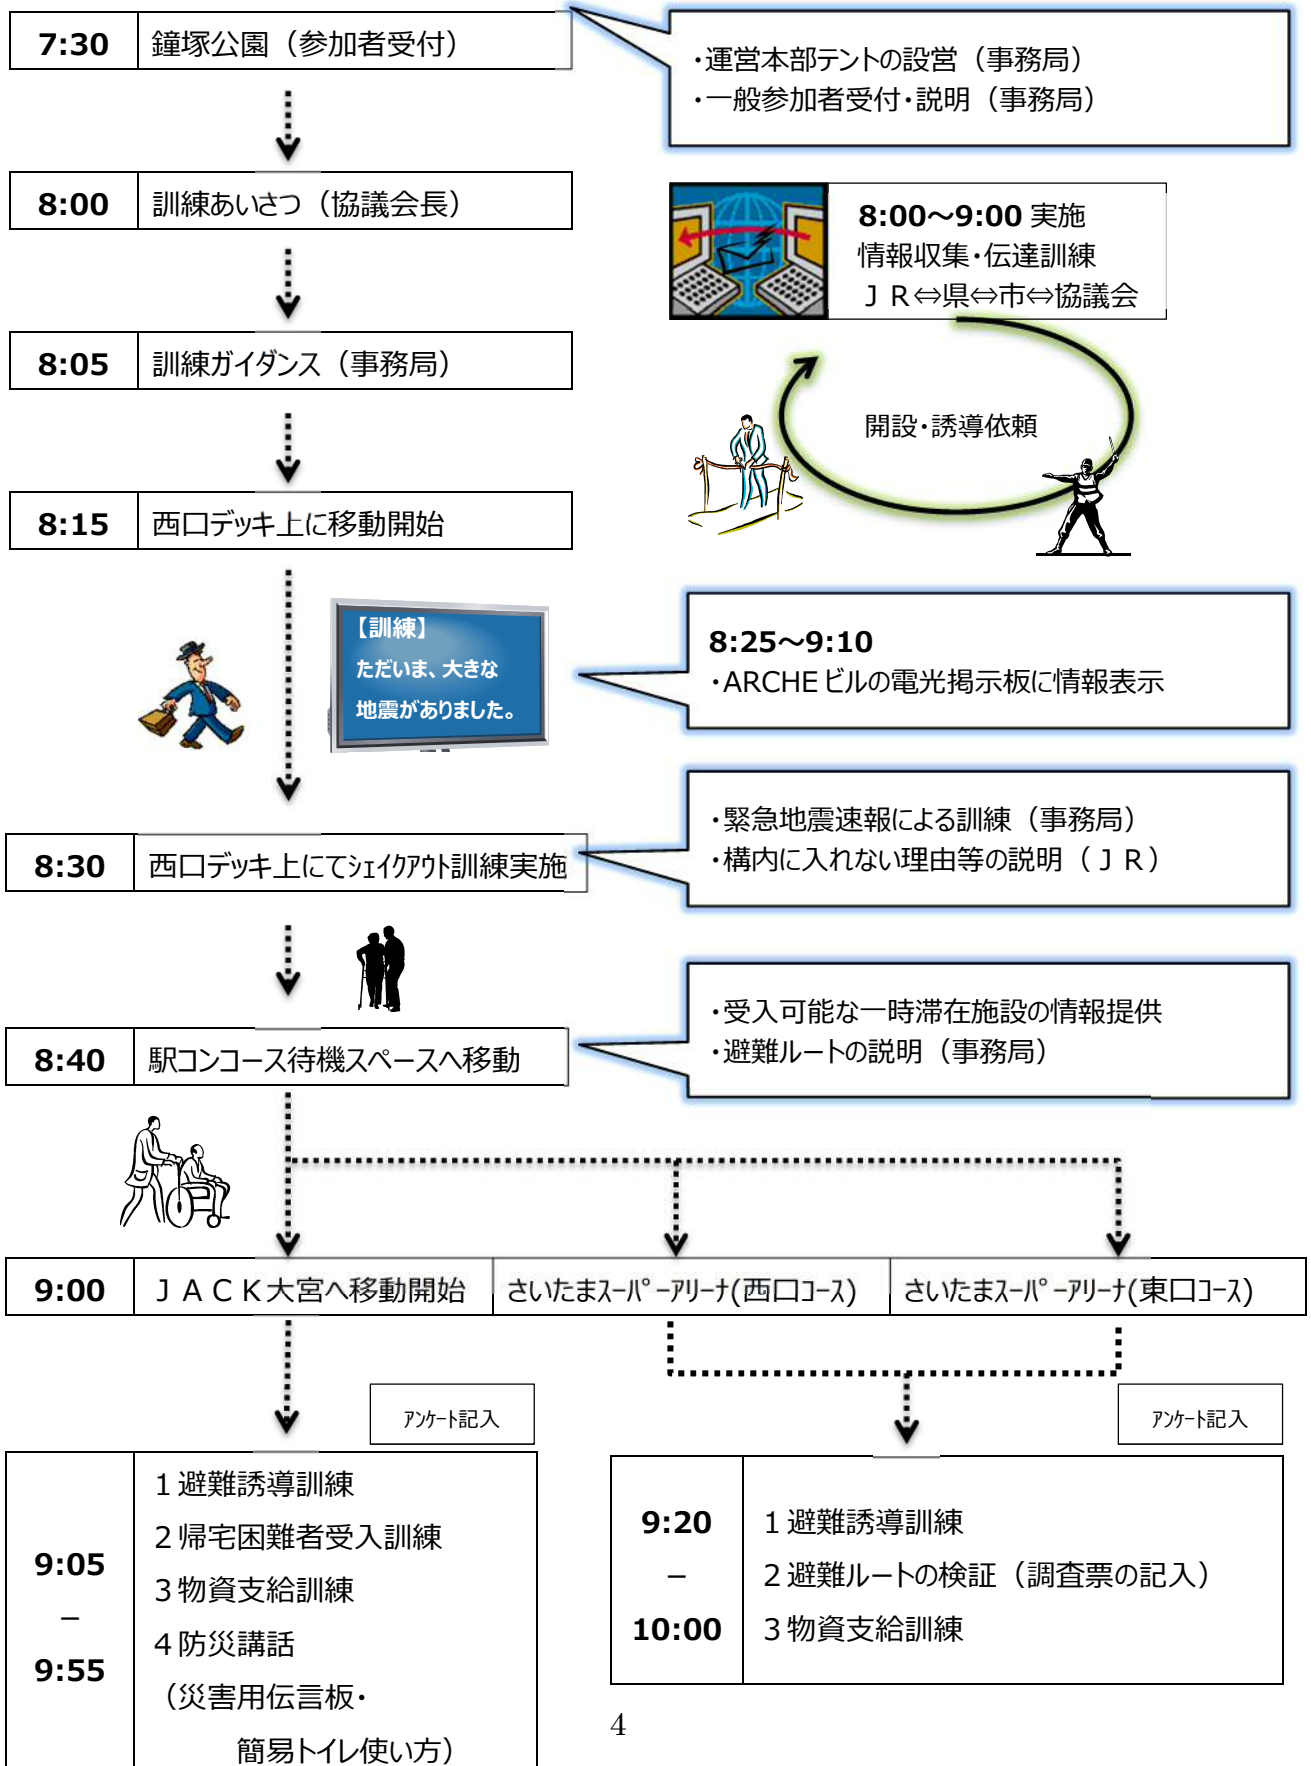 7:30 鐘塚公園（参加者受付）
・運営本部テントの設営（事務局）
・一般参加者受付・説明（事務局）
8:00 訓練あいさつ（協議会長）
8:00～9:00 実施
情報収集・伝達訓練
ＪＲ⇔県⇔市⇔協議会
8:05 訓練ガイダンス（事務局）
開設・誘導依頼
8:15 西口デッキ上に移動開始
【訓練】
ただいま、大きな
地震がありました。
8:25～9:10
・ARCHEビルの電光掲示板に情報表示
8:30 西口デッキ上にてｼｪｲｸｱｳﾄ訓練実施
・緊急地震速報による訓練（事務局）
・構内に入れない理由等の説明（ＪＲ）
8:40 駅コンコース待機スペースへ移動
・受入可能な一時滞在施設の情報提供
・避難ルートの説明（事務局）
9:00 ＪＡＣＫ大宮へ移動開始 さいたまｽｰﾊﾟｰｱﾘｰﾅ(西口ｺｰｽ) さいたまｽｰﾊﾟｰｱﾘｰﾅ(東口ｺｰｽ)
ｱﾝｹｰﾄ記入
ｱﾝｹｰﾄ記入
9:05
–
9:55
１避難誘導訓練
２帰宅困難者受入訓練
３物資支給訓練
４防災講話
（災害用伝言板・
簡易トイレ使い方）
9:20
–
10:00
１避難誘導訓練
２避難ルートの検証（調査票の記入）
３物資支給訓練
4